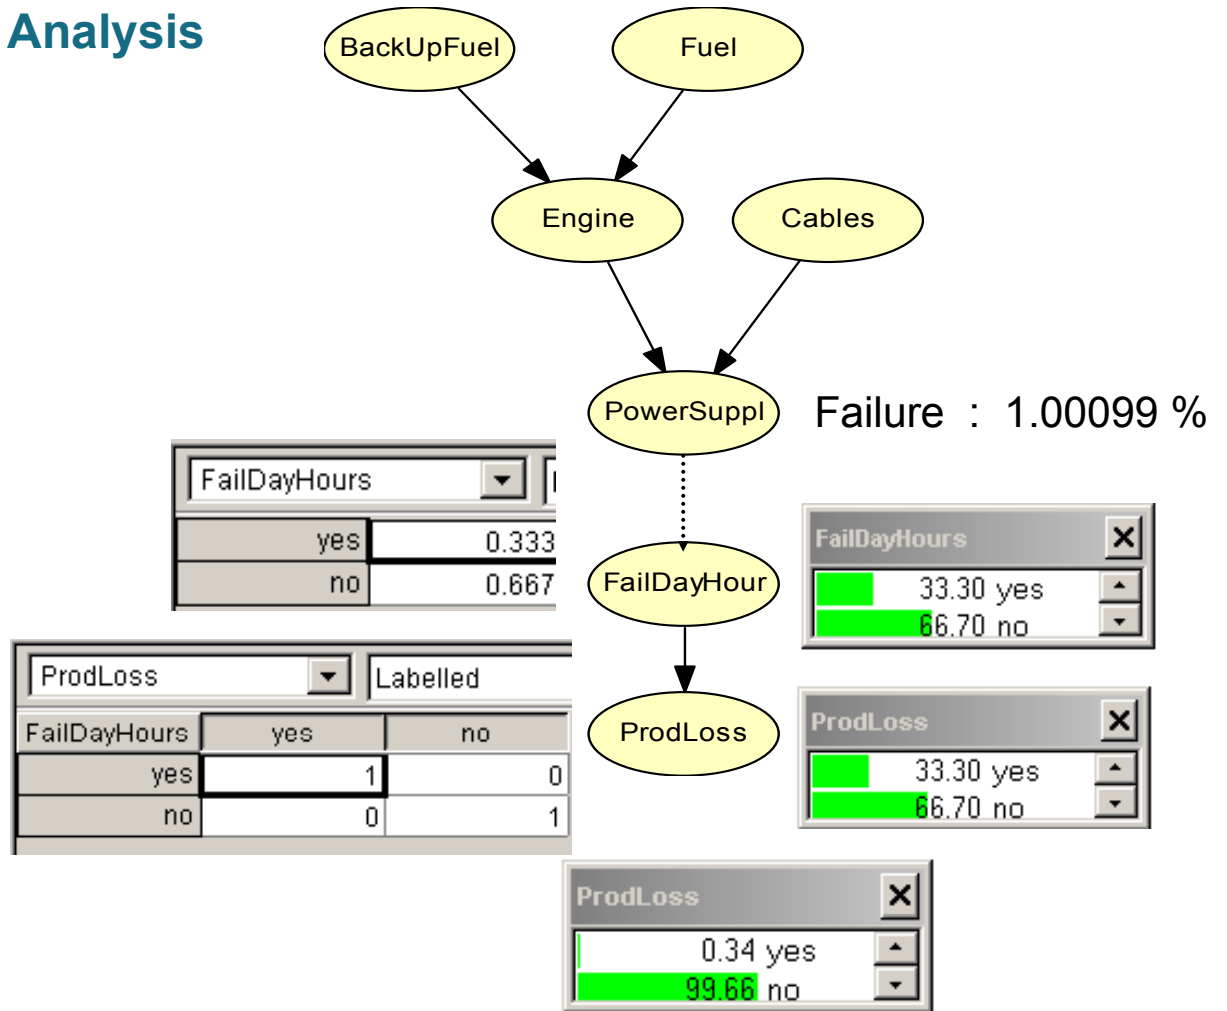 Analysis
BackUpFuel
Fuel
Engine
Cables
PowerSuppl
Failure : 1.00099 %
FailDayHours
yes 0.333
no 0.667
FailDayHour
FailDayHours
33.30 yes
66.70 no
ProdLoss Labelled
FailDayHours yes no
yes 1 0
no 0 1
ProdLoss
ProdLoss
33.30 yes
66.70 no
ProdLoss
0.34 yes
99.66 no